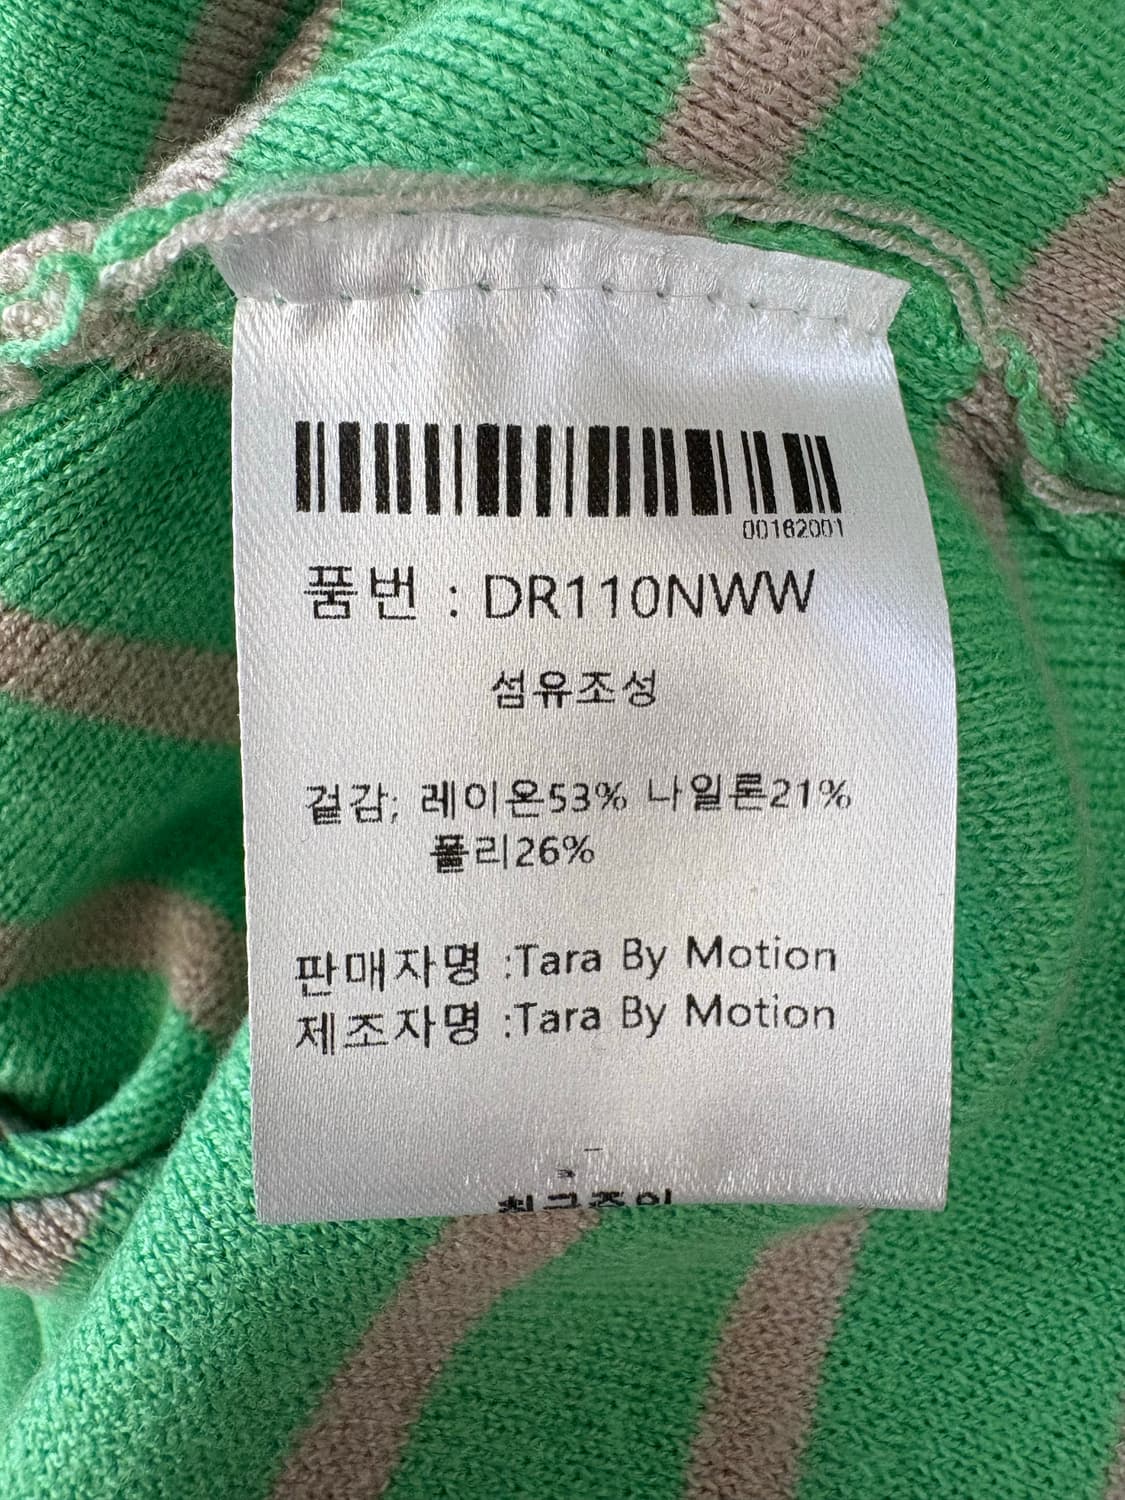 00162001
품번 : DR110NWW
섬유조성
겉감; 레이온53% 나일론21%
폴리26%
판매자명 :Tara By Motion
제조자명 :Tara By Motion